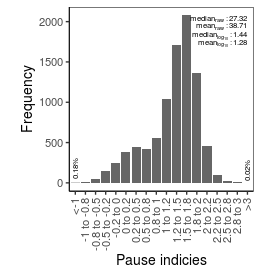 median_raw : 27.32
mean_raw : 38.71
median_log10 : 1.44
mean_log10 : 1.28
Frequency
2000
1500
1000
500
0
0.18%
0.02%
<-1
-1 to -0.8
-0.8 to -0.5
-0.5 to -0.2
-0.2 to 0
0 to 0.2
0.2 to 0.5
0.5 to 0.8
0.8 to 1
1 to 1.2
1.2 to 1.5
1.5 to 1.8
1.8 to 2
2 to 2.2
2.2 to 2.5
2.5 to 2.8
2.8 to 3
>3
Pause indicies